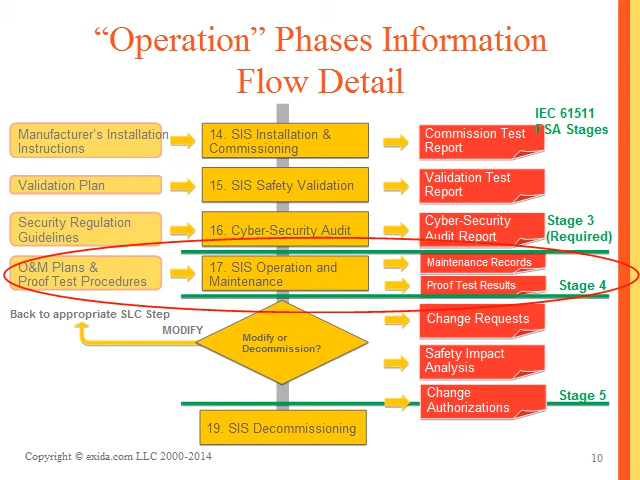 “Operation” Phases Information
Flow Detail
IEC 61511
FSA Stages
Manufacturer's Installation
Instructions
14. SIS Installation &
Commissioning
Commission Test
Report
Validation Plan
15. SIS Safety Validation
Validation Test
Report
Security Regulation
Guidelines
16. Cyber-Security Audit
Cyber-Security
Audit Report
Stage 3
(Required)
O&M Plans &
Proof Test Procedures
17. SIS Operation and
Maintenance
Maintenance Records
Proof Test Results
Stage 4
Back to appropriate SLC Step
MODIFY
Modify or
Decommission?
Change Requests
Safety Impact
Analysis
Change
Authorizations
Stage 5
19. SIS Decommissioning
Copyright © exida.com LLC 2000-2014
10